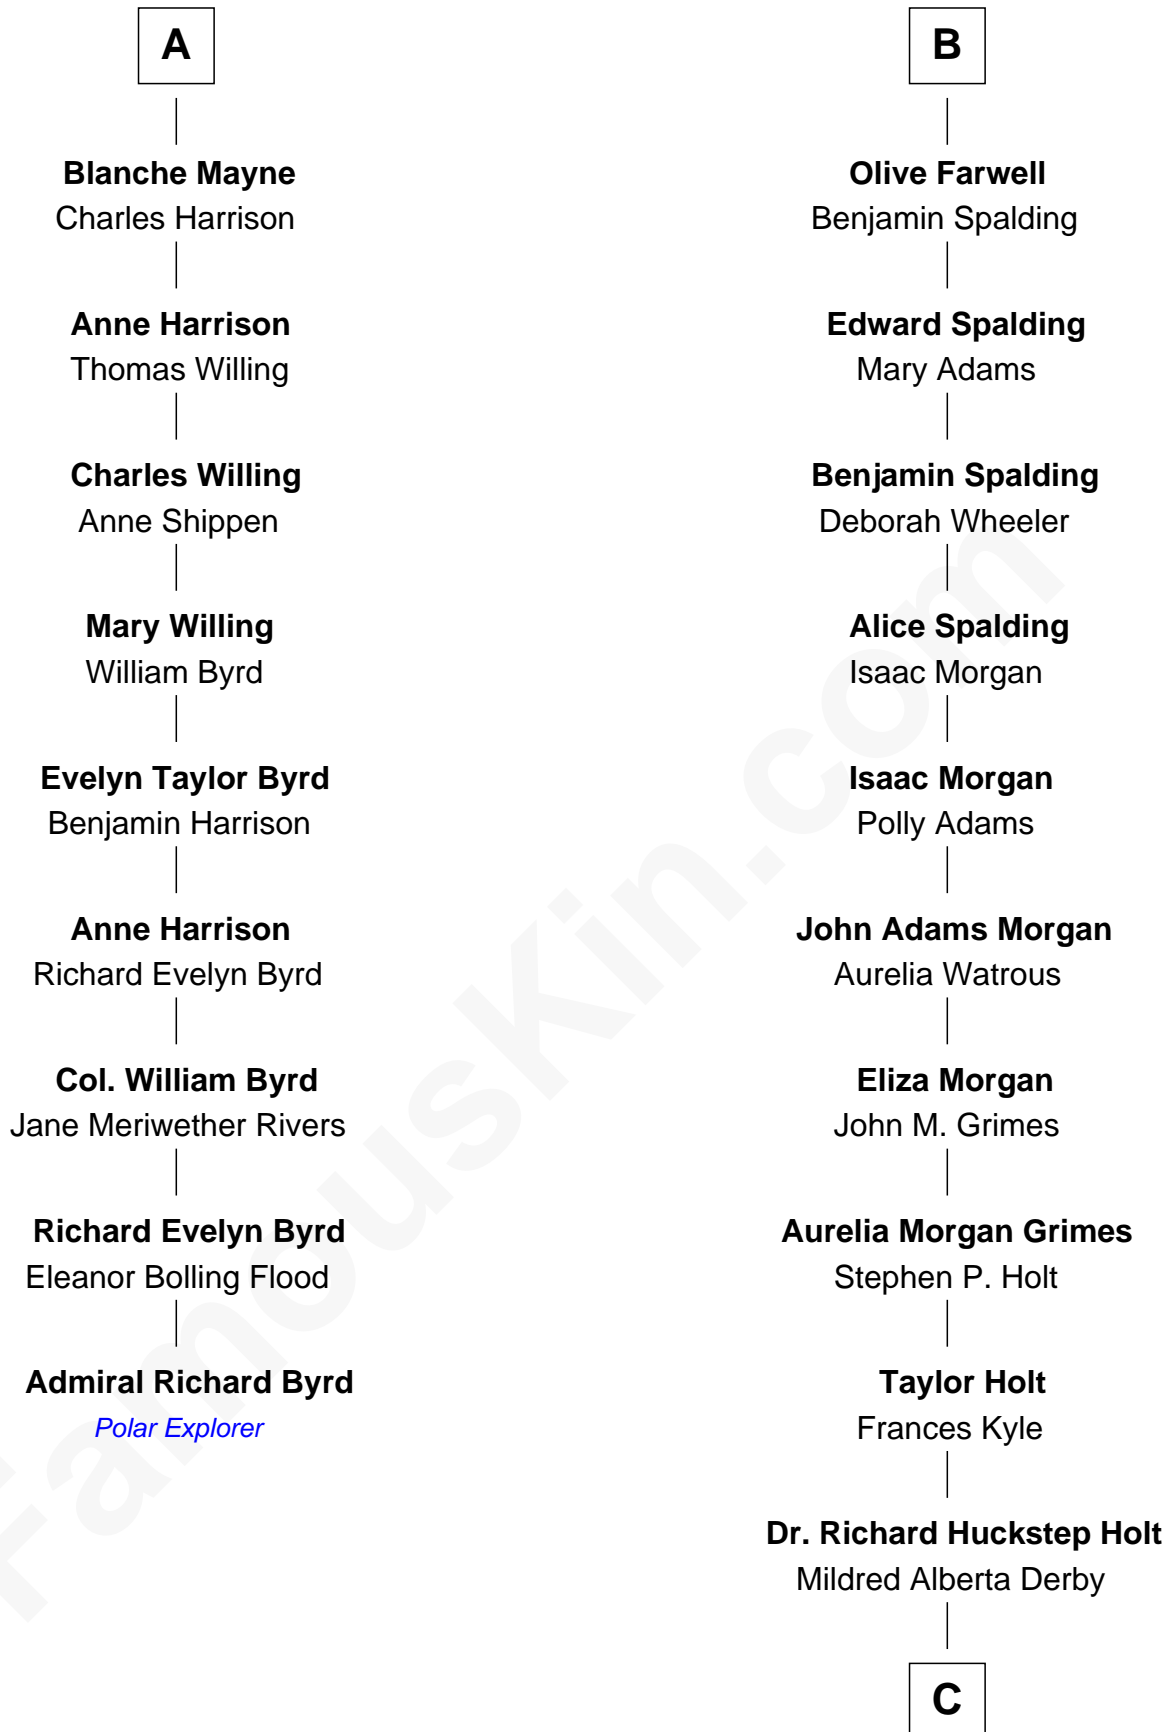 A
Blanche Mayne
Charles Harrison
Anne Harrison
Thomas Willing
Charles Willing
Anne Shippen
Mary Willing
William Byrd
Evelyn Taylor Byrd
Benjamin Harrison
Anne Harrison
Richard Evelyn Byrd
Col. William Byrd
Jane Meriwether Rivers
Richard Evelyn Byrd
Eleanor Bolling Flood
Admiral Richard Byrd
Polar Explorer
B
Olive Farwell
Benjamin Spalding
Edward Spalding
Mary Adams
Benjamin Spalding
Deborah Wheeler
Alice Spalding
Isaac Morgan
Isaac Morgan
Polly Adams
John Adams Morgan
Aurelia Watrous
Eliza Morgan
John M. Grimes
Aurelia Morgan Grimes
Stephen P. Holt
Taylor Holt
Frances Kyle
Dr. Richard Huckstep Holt
Mildred Alberta Derby
C
FamousKin.com